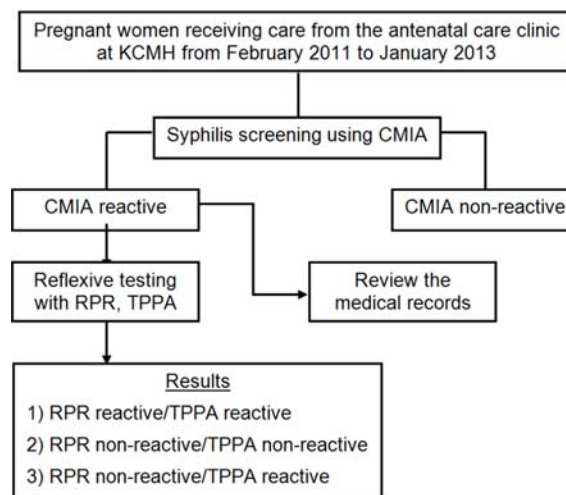 Pregnant women receiving care from the antenatal care clinic
at KCMH from February 2011 to January 2013
Syphilis screening using CMIA
CMIA reactive
CMIA non-reactive
Reflexive testing
with RPR, TPPA
Review the
medical records
Results
1) RPR reactive/TPPA reactive
2) RPR non-reactive/TPPA non-reactive
3) RPR non-reactive/TPPA reactive